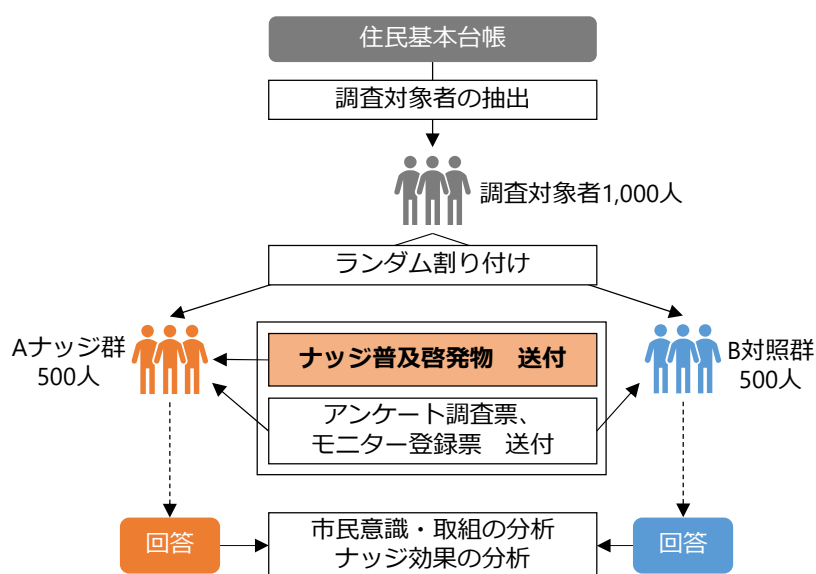 住民基本台帳
調査対象者の抽出
調査対象者1,000人
ランダム割り付け
Aナッジ群
500人
ナッジ普及啓発物　送付
アンケート調査票、
モニター登録票　送付
B対照群
500人
回答
市民意識・取組の分析
ナッジ効果の分析
回答